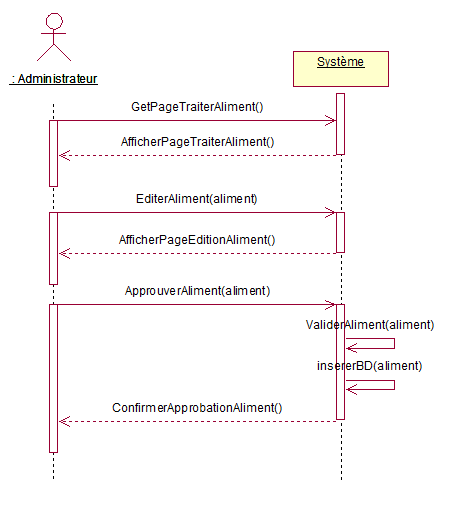 Système
: Administrateur
GetPageTraiterAliment()
AfficherPageTraiterAliment()
EditerAliment(aliment)
AfficherPageEditionAliment()
ApprouverAliment(aliment)
ValiderAliment(aliment)
insererBD(aliment)
ConfirmerApprobationAliment()